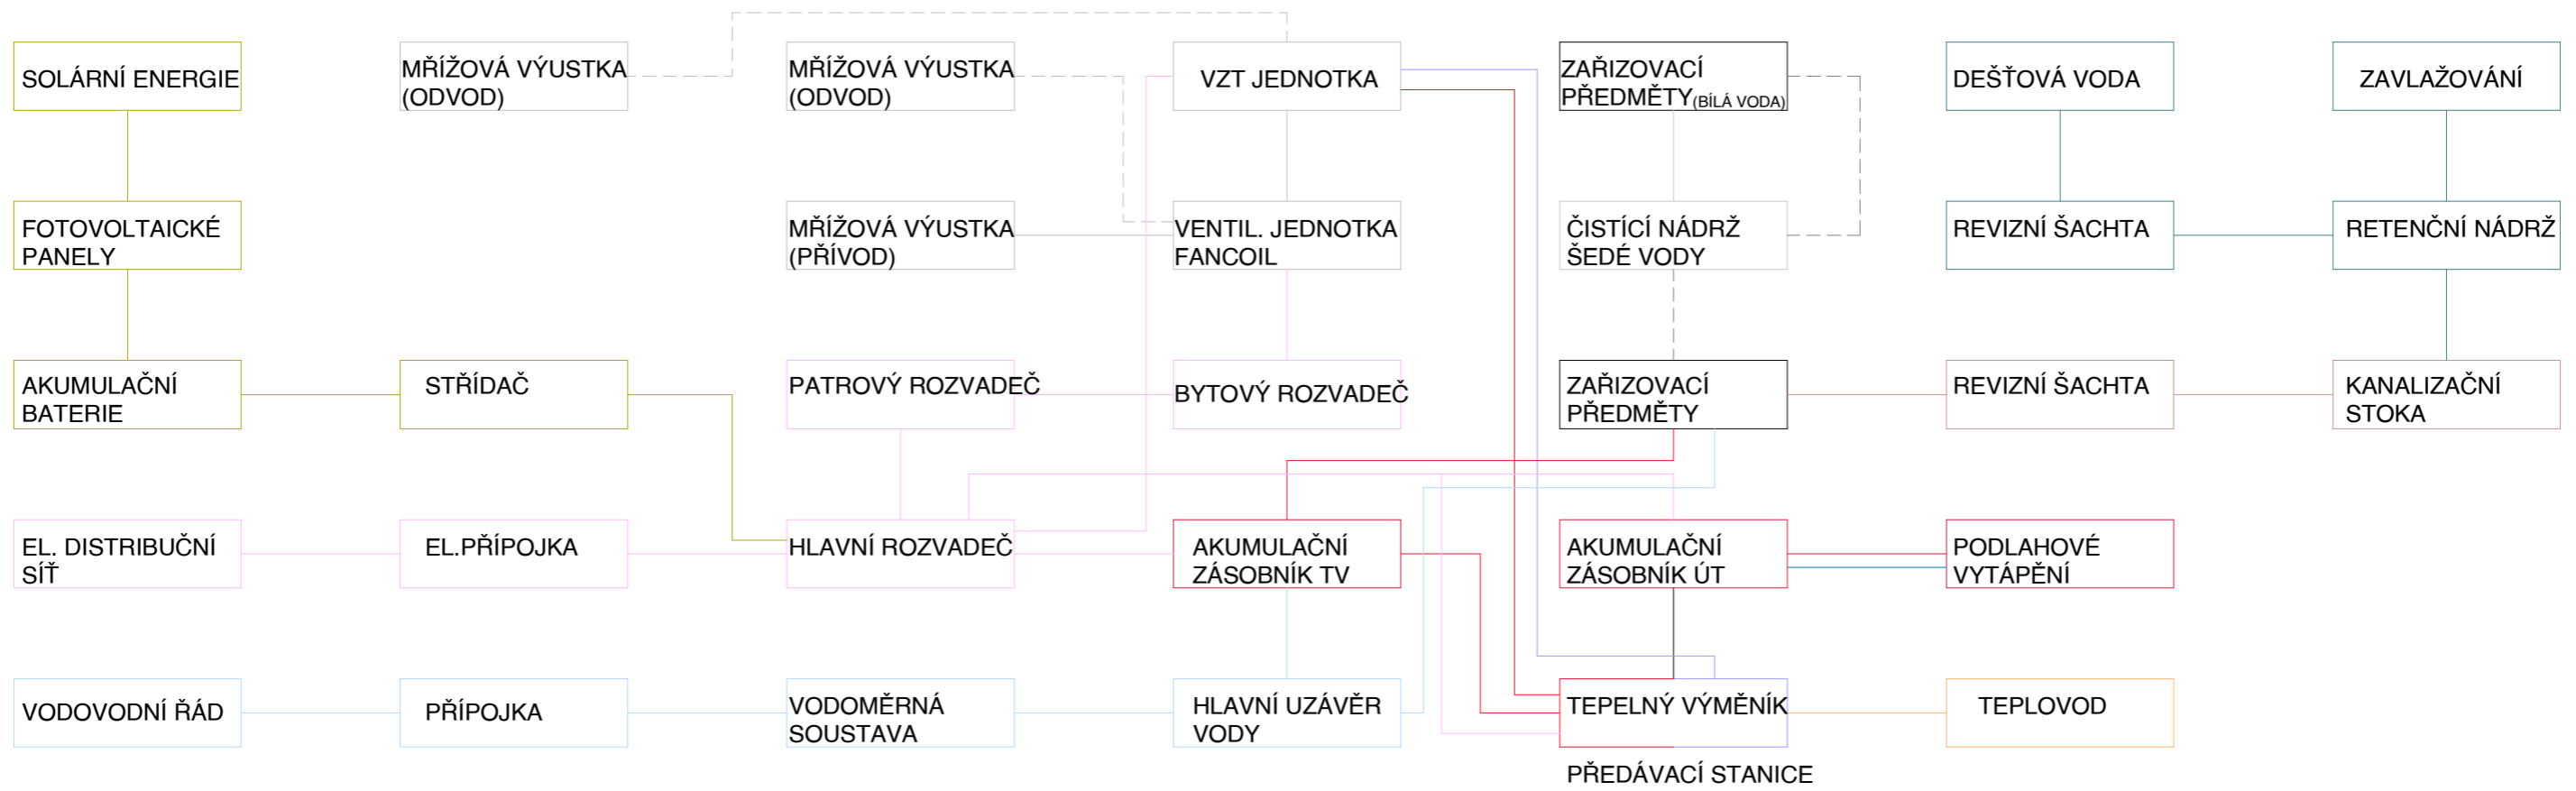 SOLÁRNÍ ENERGIE
MŘÍŽOVÁ VÝUSTKA
(ODVOD)
MŘÍŽOVÁ VÝUSTKA
(ODVOD)
VZT JEDNOTKA
ZAŘIZOVACÍ
PŘEDMĚTY(BÍLÁ VODA)
DEŠŤOVÁ VODA
ZAVLAŽOVÁNÍ
FOTOVOLTAICKÉ
PANELY
MŘÍŽOVÁ VÝUSTKA
(PŘÍVOD)
VENTIL. JEDNOTKA
FANCOIL
ČISTÍCÍ NÁDRŽ
ŠEDÉ VODY
REVIZNÍ ŠACHTA
RETENČNÍ NÁDRŽ
AKUMULAČNÍ
BATERIE
STŘÍDAČ
PATROVÝ ROZVADEČ
BYTOVÝ ROZVADEČ
ZAŘIZOVACÍ
PŘEDMĚTY
REVIZNÍ ŠACHTA
KANALIZAČNÍ
STOKA
EL. DISTRIBUČNÍ
SÍŤ
EL.PŘÍPOJKA
HLAVNÍ ROZVADEČ
AKUMULAČNÍ
ZÁSOBNÍK TV
AKUMULAČNÍ
ZÁSOBNÍK ÚT
PODLAHOVÉ
VYTÁPĚNÍ
VODOVODNÍ ŘÁD
PŘÍPOJKA
VODOMĚRNÁ
SOUSTAVA
HLAVNÍ UZÁVĚR
VODY
TEPELNÝ VÝMĚNÍK
TEPLOVOD
PŘEDÁVACÍ STANICE